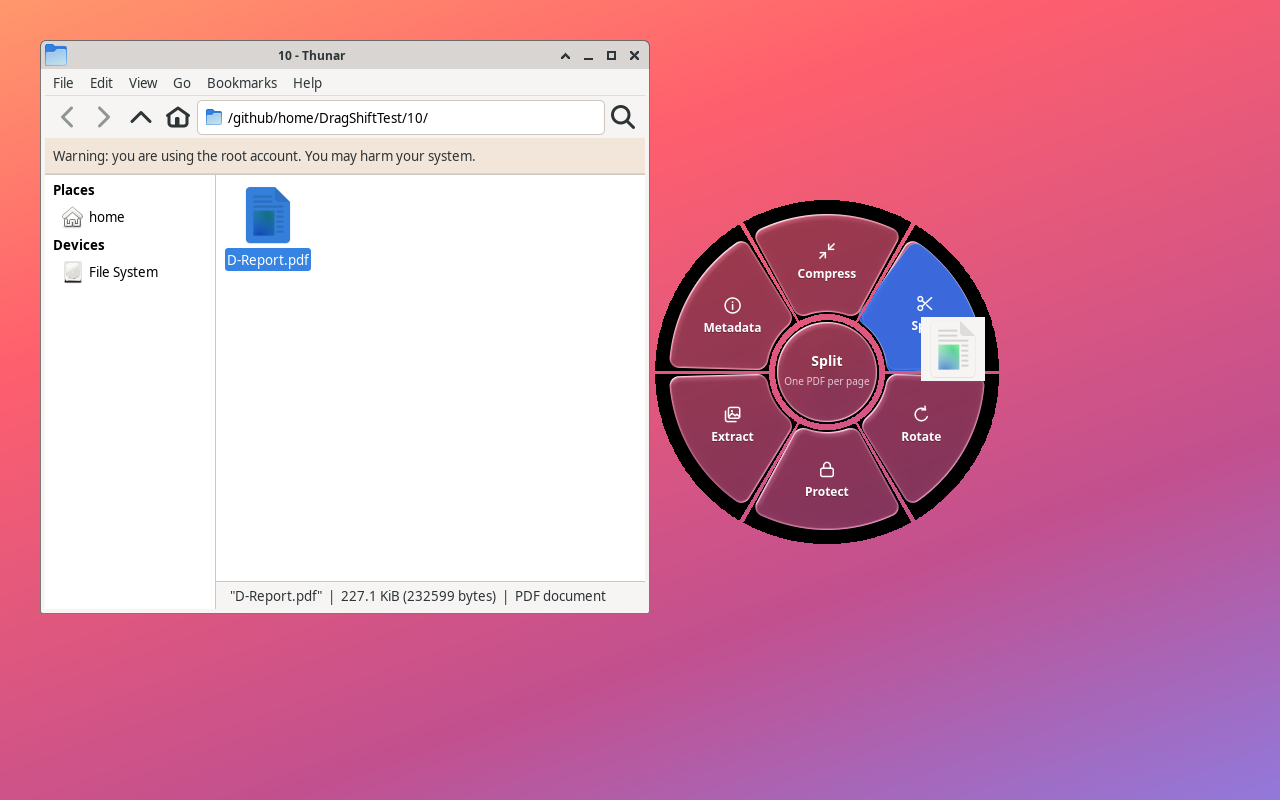 10 - Thunar
File Edit View Go Bookmarks Help
/github/home/DragShiftTest/10/
Warning: you are using the root account. You may harm your system.
Places
home
Devices
File System
D-Report.pdf
"D-Report.pdf" | 227.1 KiB (232599 bytes) | PDF document
Compress
Metadata
Split
One PDF per page
Extract
Rotate
Protect